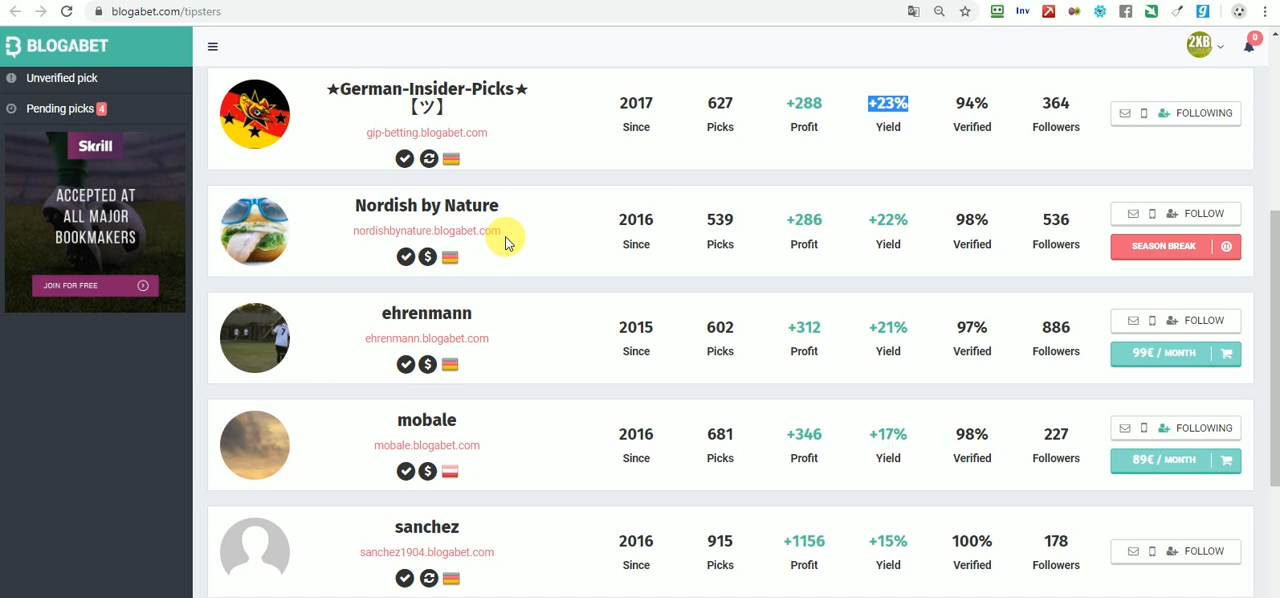 blogabet.com/tipsters
Inv
BLOGABET
2XB
0
Unverified pick
Pending picks 4
Skrill
ACCEPTED AT
ALL MAJOR
BOOKMAKERS
JOIN FOR FREE
★German-Insider-Picks★
【ツ】
gip-betting.blogabet.com
2017 627 +288 +23% 94% 364
Since Picks Profit Yield Verified Followers
FOLLOWING
Nordish by Nature
nordishbynature.blogabet.com
$
2016 539 +286 +22% 98% 536
Since Picks Profit Yield Verified Followers
FOLLOW
SEASON BREAK
ehrenmann
ehrenmann.blogabet.com
$
2015 602 +312 +21% 97% 886
Since Picks Profit Yield Verified Followers
FOLLOW
99€ / MONTH
mobale
mobale.blogabet.com
$
2016 681 +346 +17% 98% 227
Since Picks Profit Yield Verified Followers
FOLLOWING
89€ / MONTH
sanchez
sanchez1904.blogabet.com
2016 915 +1156 +15% 100% 178
Since Picks Profit Yield Verified Followers
FOLLOW